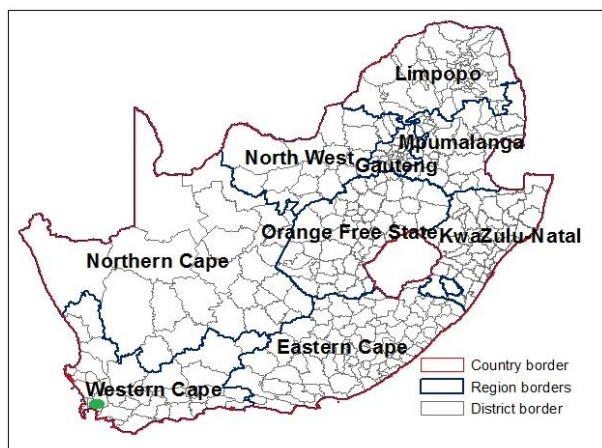 Limpopo
Mpumalanga
North West
Gauteng
Orange Free State
KwaZulu-Natal
Northern Cape
Eastern Cape
Western Cape
Country border
Region borders
District border